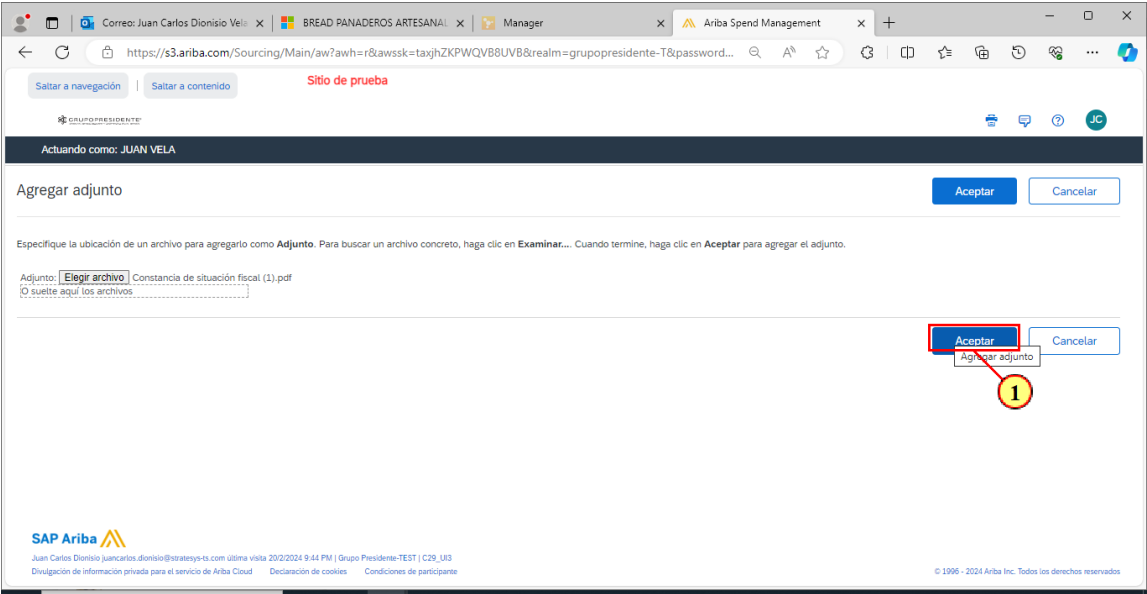 Correo: Juan Carlos Dionisio Vela
BREAD PANADEROS ARTESANAL
Manager
Ariba Spend Management
https://s3.ariba.com/Sourcing/Main/aw?awh=r&awssk=taxjhZKPWQVB8UVB&realm=grupopresidente-T&password...
Saltar a navegación
Saltar a contenido
Sitio de prueba
GRUPO PRESIDENTE
JC
Actuando como: JUAN VELA
Agregar adjunto
Aceptar
Cancelar
Especifique la ubicación de un archivo para agregarlo como Adjunto. Para buscar un archivo concreto, haga clic en Examinar.... Cuando termine, haga clic en Aceptar para agregar el adjunto.
Adjunto: Elegir archivo Constancia de situación fiscal (1).pdf
O suelte aquí los archivos
Aceptar
Cancelar
Agregar adjunto
1
SAP Ariba
Juan Carlos Dionisio juancarlos.dionisio@stratesys-ts.com última visita 20/2/2024 9:44 PM | Grupo Presidente-TEST | C29_UI3
Divulgación de información privada para el servicio de Ariba Cloud Declaración de cookies Condiciones de participante
© 1996 - 2024 Ariba Inc. Todos los derechos reservados